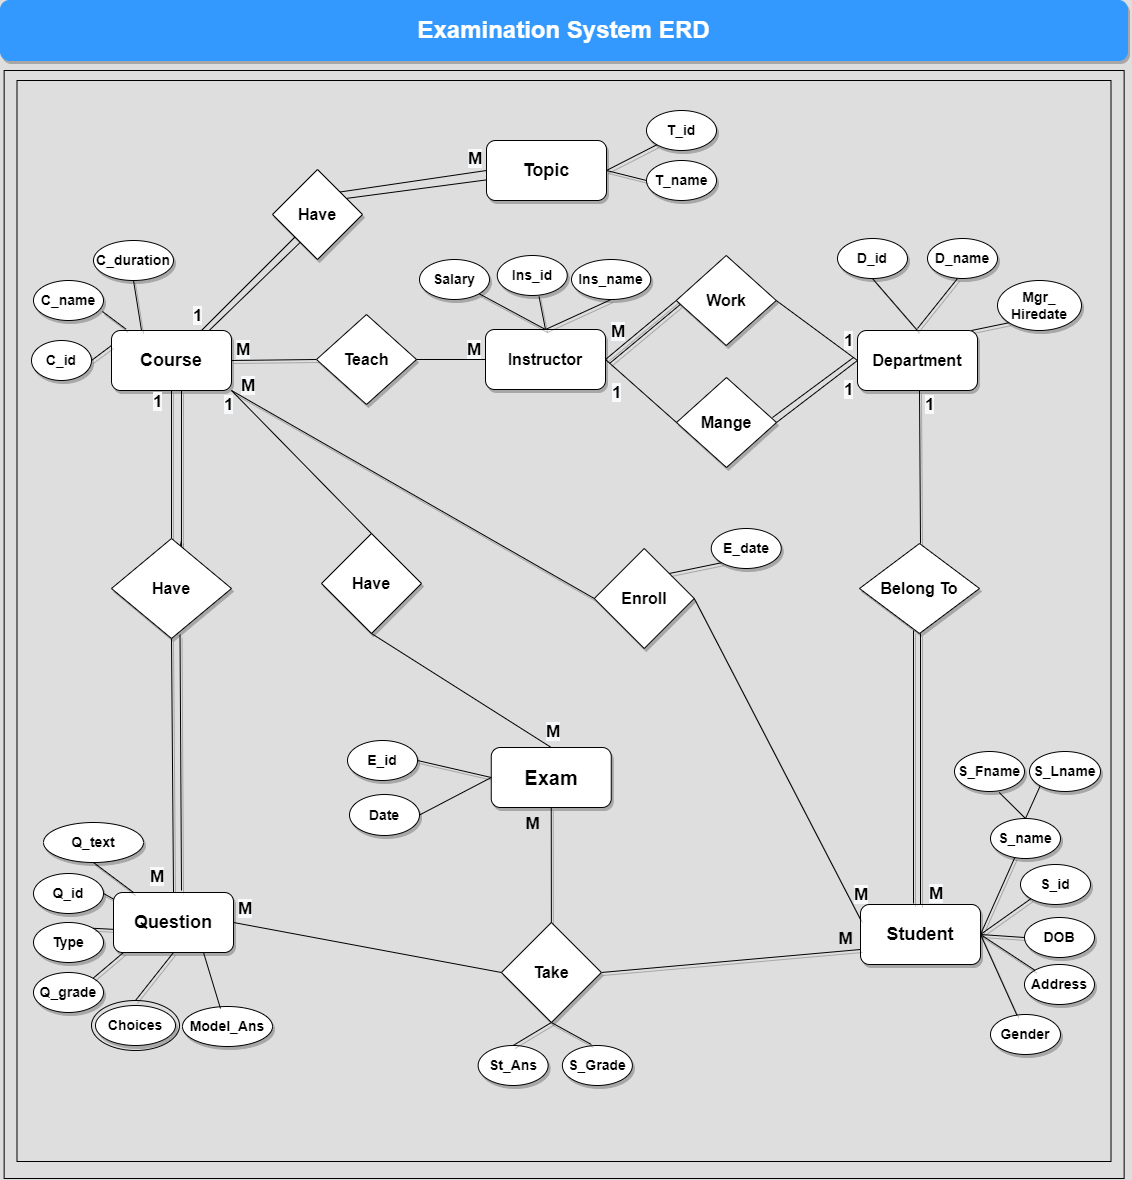 Examination System ERD
T_id
M
Topic
T_name
Have
C_duration
D_id
D_name
Salary
Ins_id
Ins_name
C_name
Mgr_
Hiredate
Work
1
M
1
Course
M
Teach
M
Instructor
Department
C_id
M
1
1
1
1
1
Mange
E_date
Have
Have
Enroll
Belong To
M
E_id
Exam
S_Fname
S_Lname
Date
M
S_name
Q_text
M
S_id
Q_id
M
M
M
Question
Student
M
DOB
Type
Take
Address
Q_grade
Choices
Model_Ans
Gender
St_Ans
S_Grade